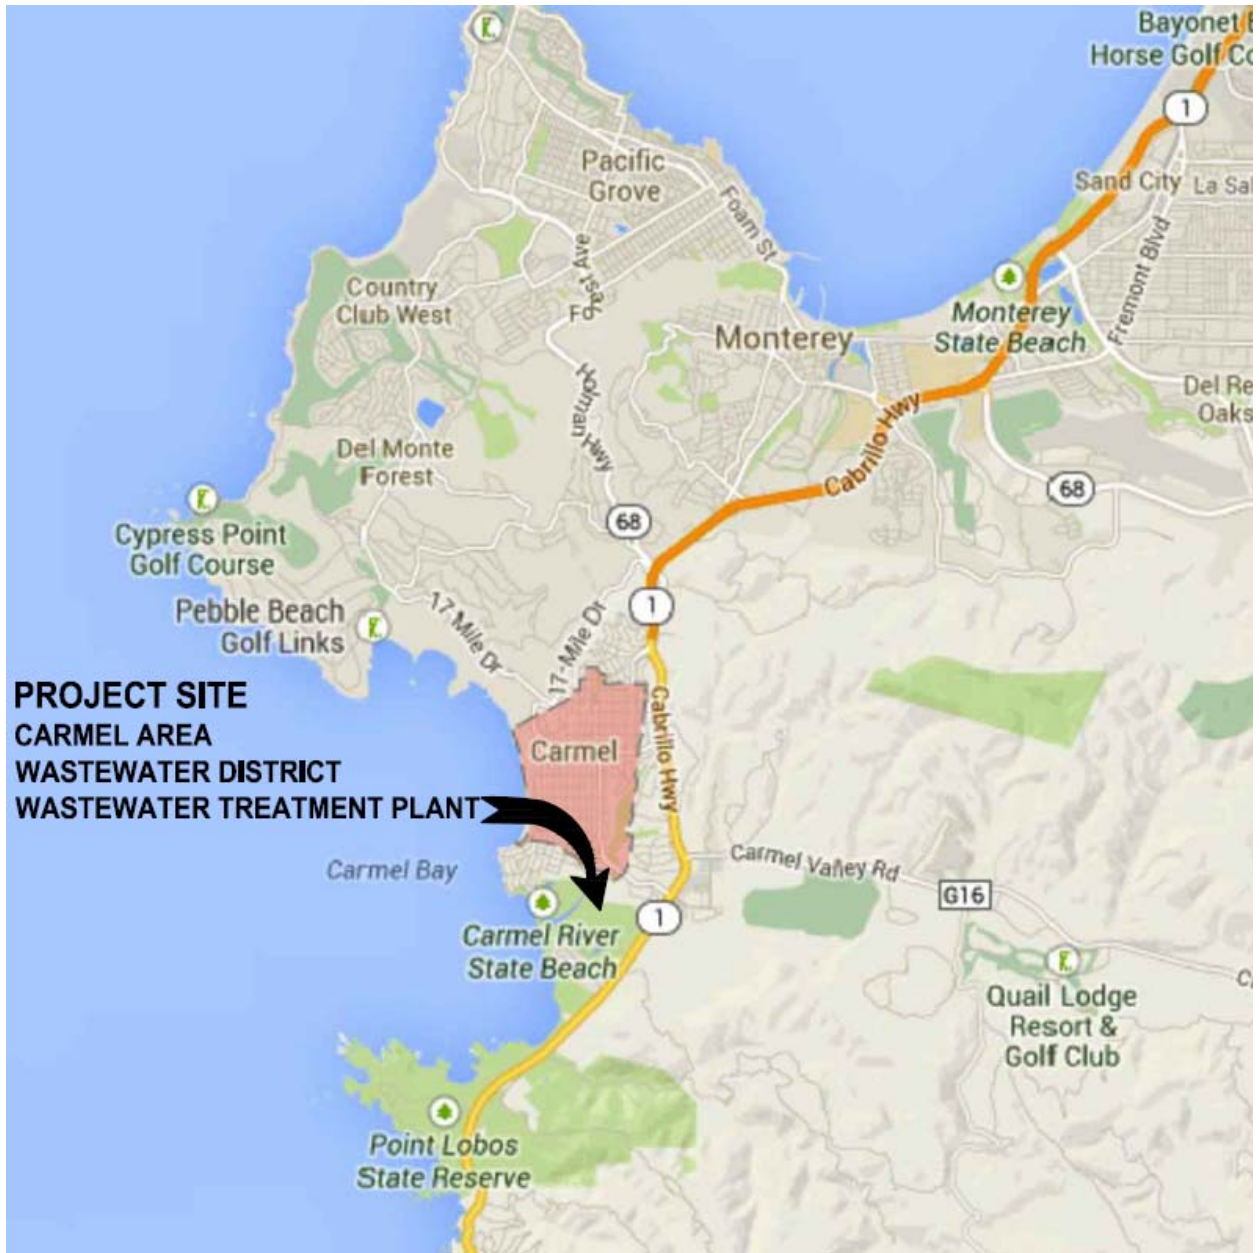 Bayonet
Horse Golf
1
Pacific
Grove
Sand City
La Sal
Foam St
Fremont Blvd
Country
Club West
Forest Ave
Monterey
Monterey
State Beach
Del Re
Oaks
Holman Hwy
Cabrillo Hwy
Del Monte
Forest
68
68
Cypress Point
Golf Course
Pebble Beach
Golf Links
17-Mile Dr
17-Mile Dr
1
PROJECT SITE
CARMEL AREA
WASTEWATER DISTRICT
WASTEWATER TREATMENT PLANT
Carmel
Cabrillo Hwy
Carmel Bay
Carmel Valley Rd
G16
1
Carmel River
State Beach
Quail Lodge
Resort &
Golf Club
Point Lobos
State Reserve